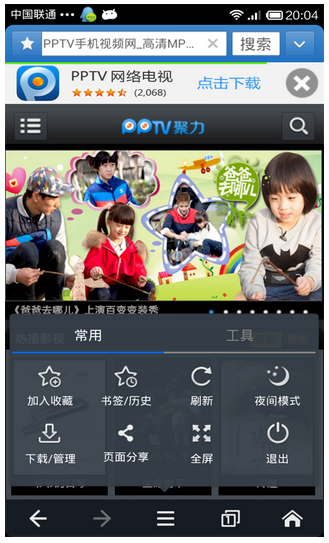 中国联通 ••• 20:04
PPTV手机视频网_高清MP... 搜索
PPTV 网络电视
(2,068)
点击下载
PPTV聚力
爸爸去哪儿
《爸爸去哪儿》上演百变变装秀
热播影视
常用 工具
加入收藏 书签/历史 刷新 夜间模式
下载/管理 页面分享 全屏 退出
1